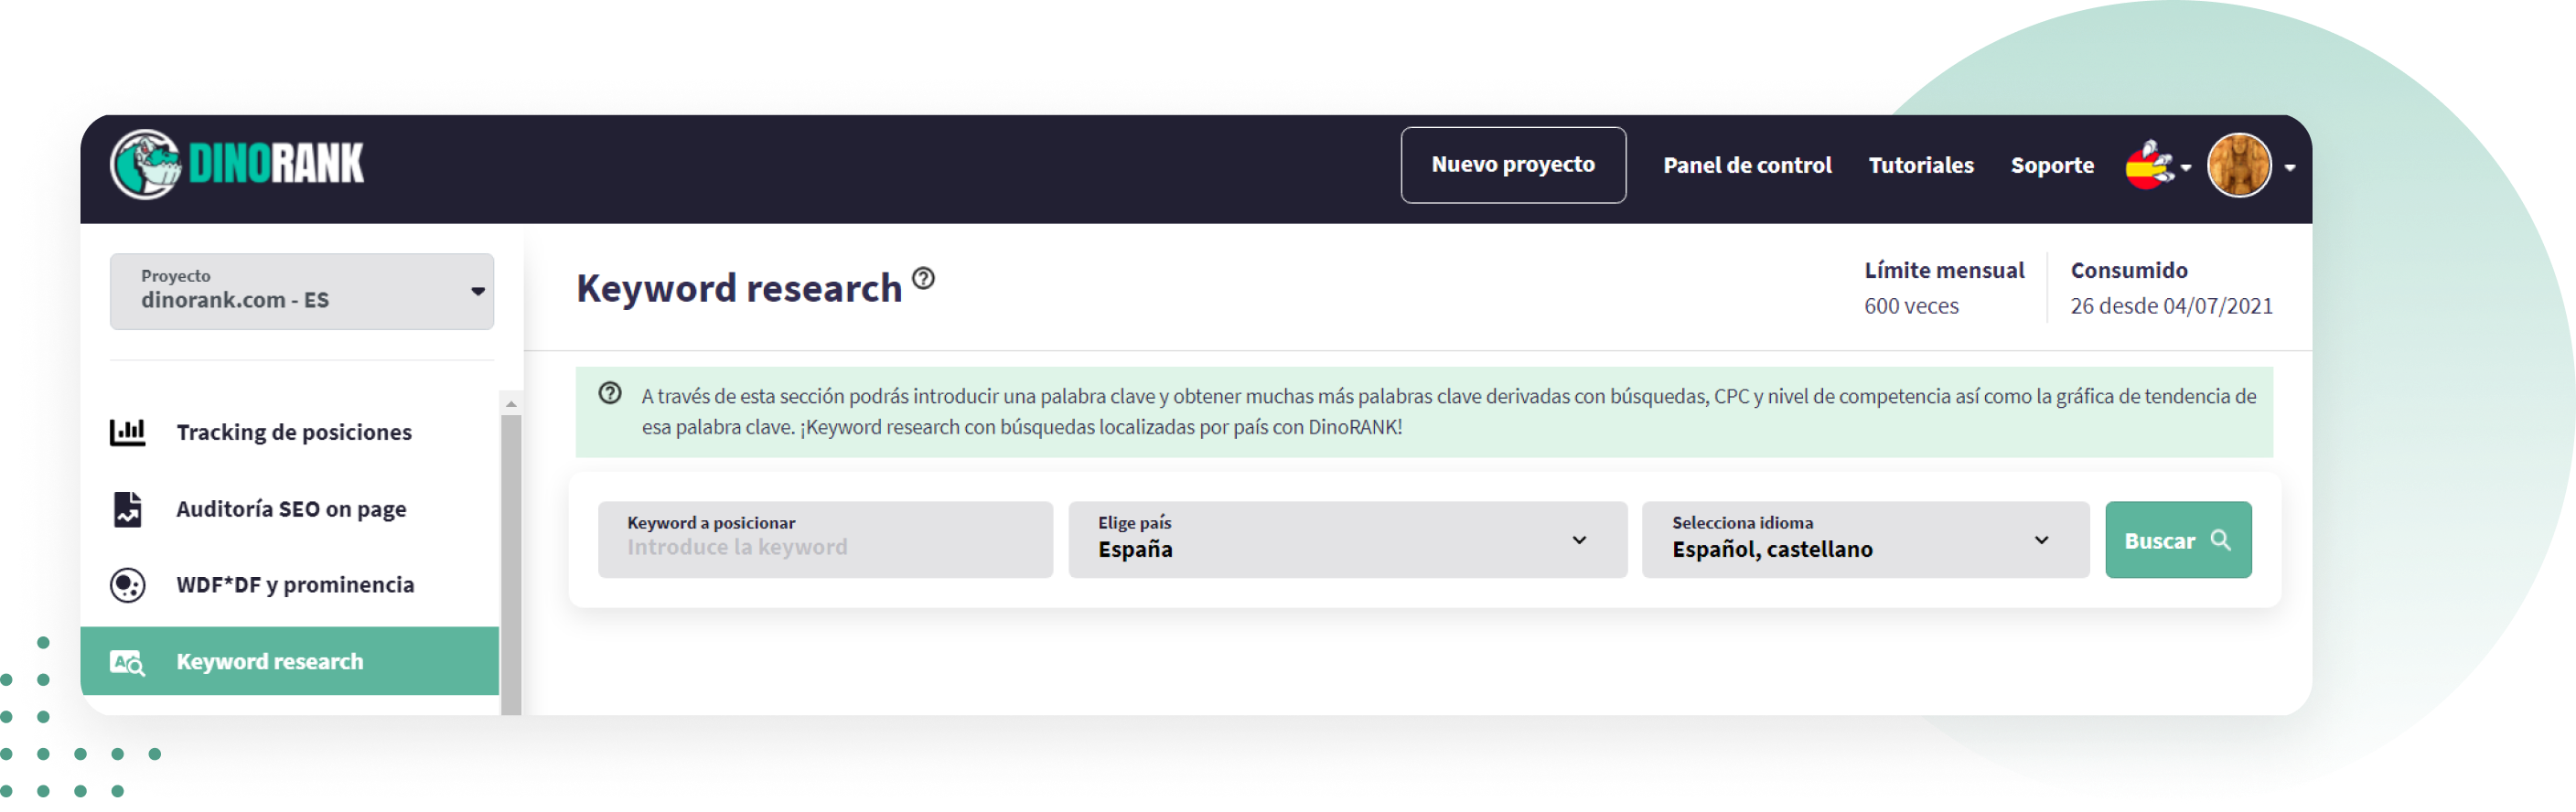 DINORANK
Nuevo proyecto
Panel de control
Tutoriales
Soporte
Proyecto
dinorank.com - ES
Tracking de posiciones
Auditoría SEO on page
WDF*DF y prominencia
Keyword research
Keyword research
Límite mensual
600 veces
Consumido
26 desde 04/07/2021
A través de esta sección podrás introducir una palabra clave y obtener muchas más palabras clave derivadas con búsquedas, CPC y nivel de competencia así como la gráfica de tendencia de
esa palabra clave. ¡Keyword research con búsquedas localizadas por país con DinoRANK!
Keyword a posicionar
Introduce la keyword
Elige país
España
Selecciona idioma
Español, castellano
Buscar